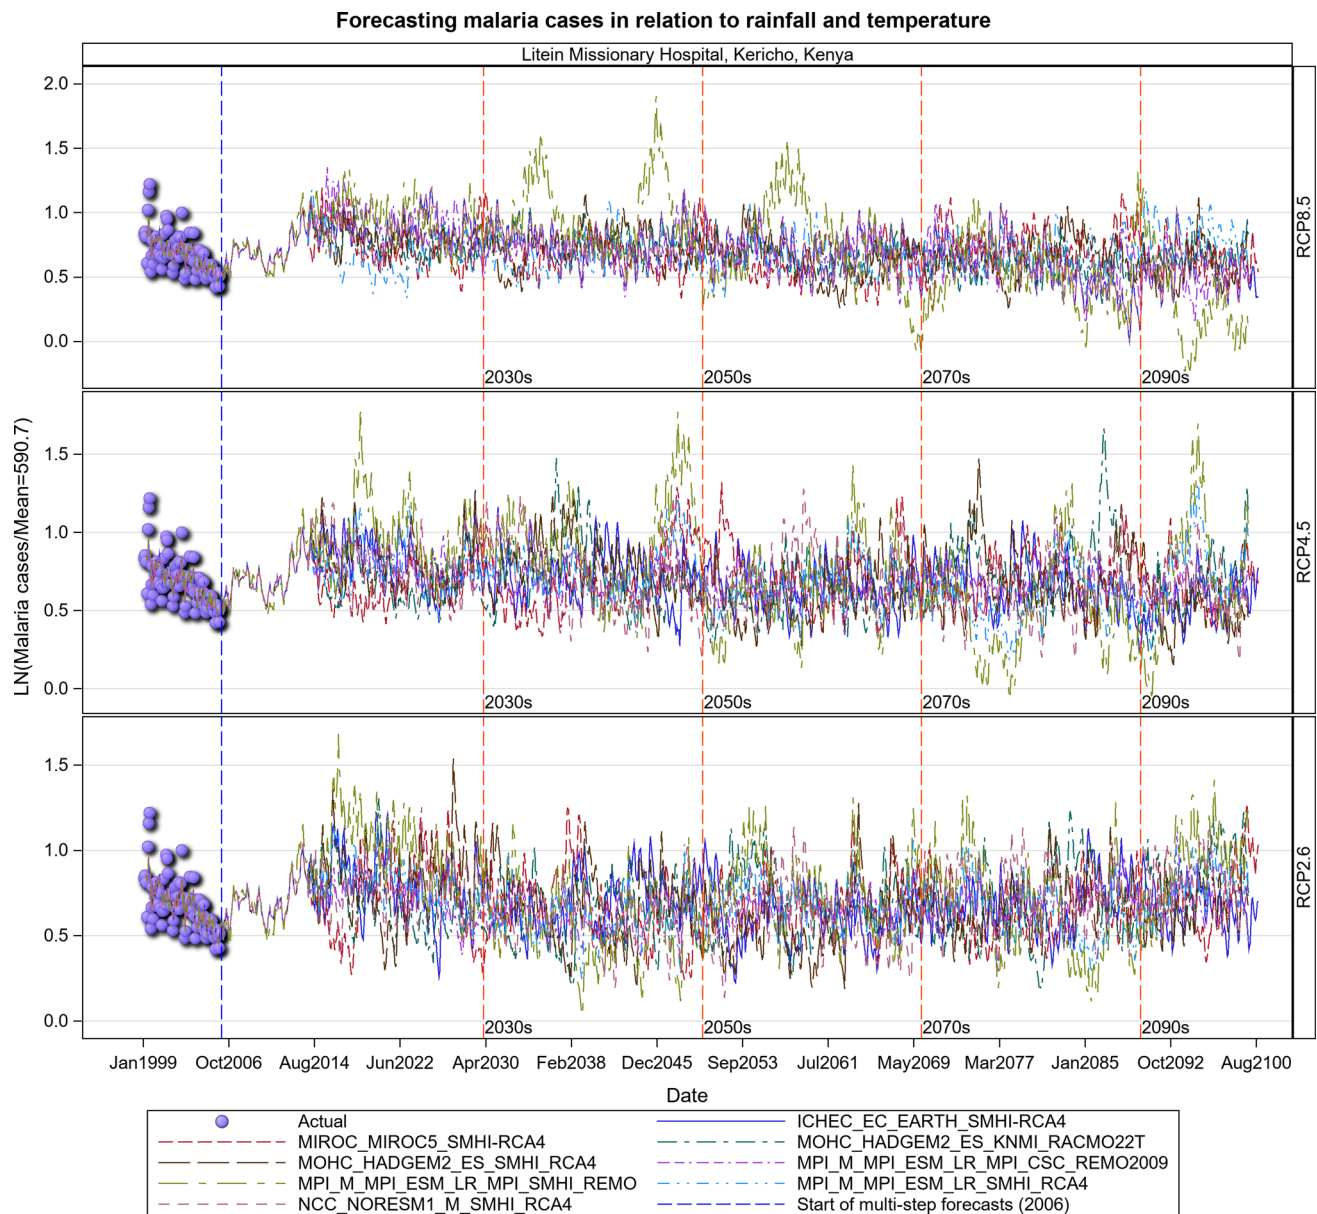 Forecasting malaria cases in relation to rainfall and temperature
Litein Missionary Hospital, Kericho, Kenya
2.0
1.5
1.0
0.5
0.0
2030s
2050s
2070s
2090s
RCP8.5
LN(Malaria cases/Mean=590.7)
1.5
1.0
0.5
0.0
2030s
2050s
2070s
2090s
RCP4.5
1.5
1.0
0.5
0.0
2030s
2050s
2070s
2090s
RCP2.6
Jan1999 Oct2006 Aug2014 Jun2022 Apr2030 Feb2038 Dec2045 Sep2053 Jul2061 May2069 Mar2077 Jan2085 Oct2092 Aug2100
Date
Actual
ICHEC_EC_EARTH_SMHI-RCA4
MIROC_MIROC5_SMHI-RCA4
MOHC_HADGEM2_ES_KNMI_RACMO22T
MOHC_HADGEM2_ES_SMHI_RCA4
MPI_M_MPI_ESM_LR_MPI_CSC_REMO2009
MPI_M_MPI_ESM_LR_MPI_SMHI_REMO
MPI_M_MPI_ESM_LR_SMHI_RCA4
NCC_NORESM1_M_SMHI_RCA4
Start of multi-step forecasts (2006)